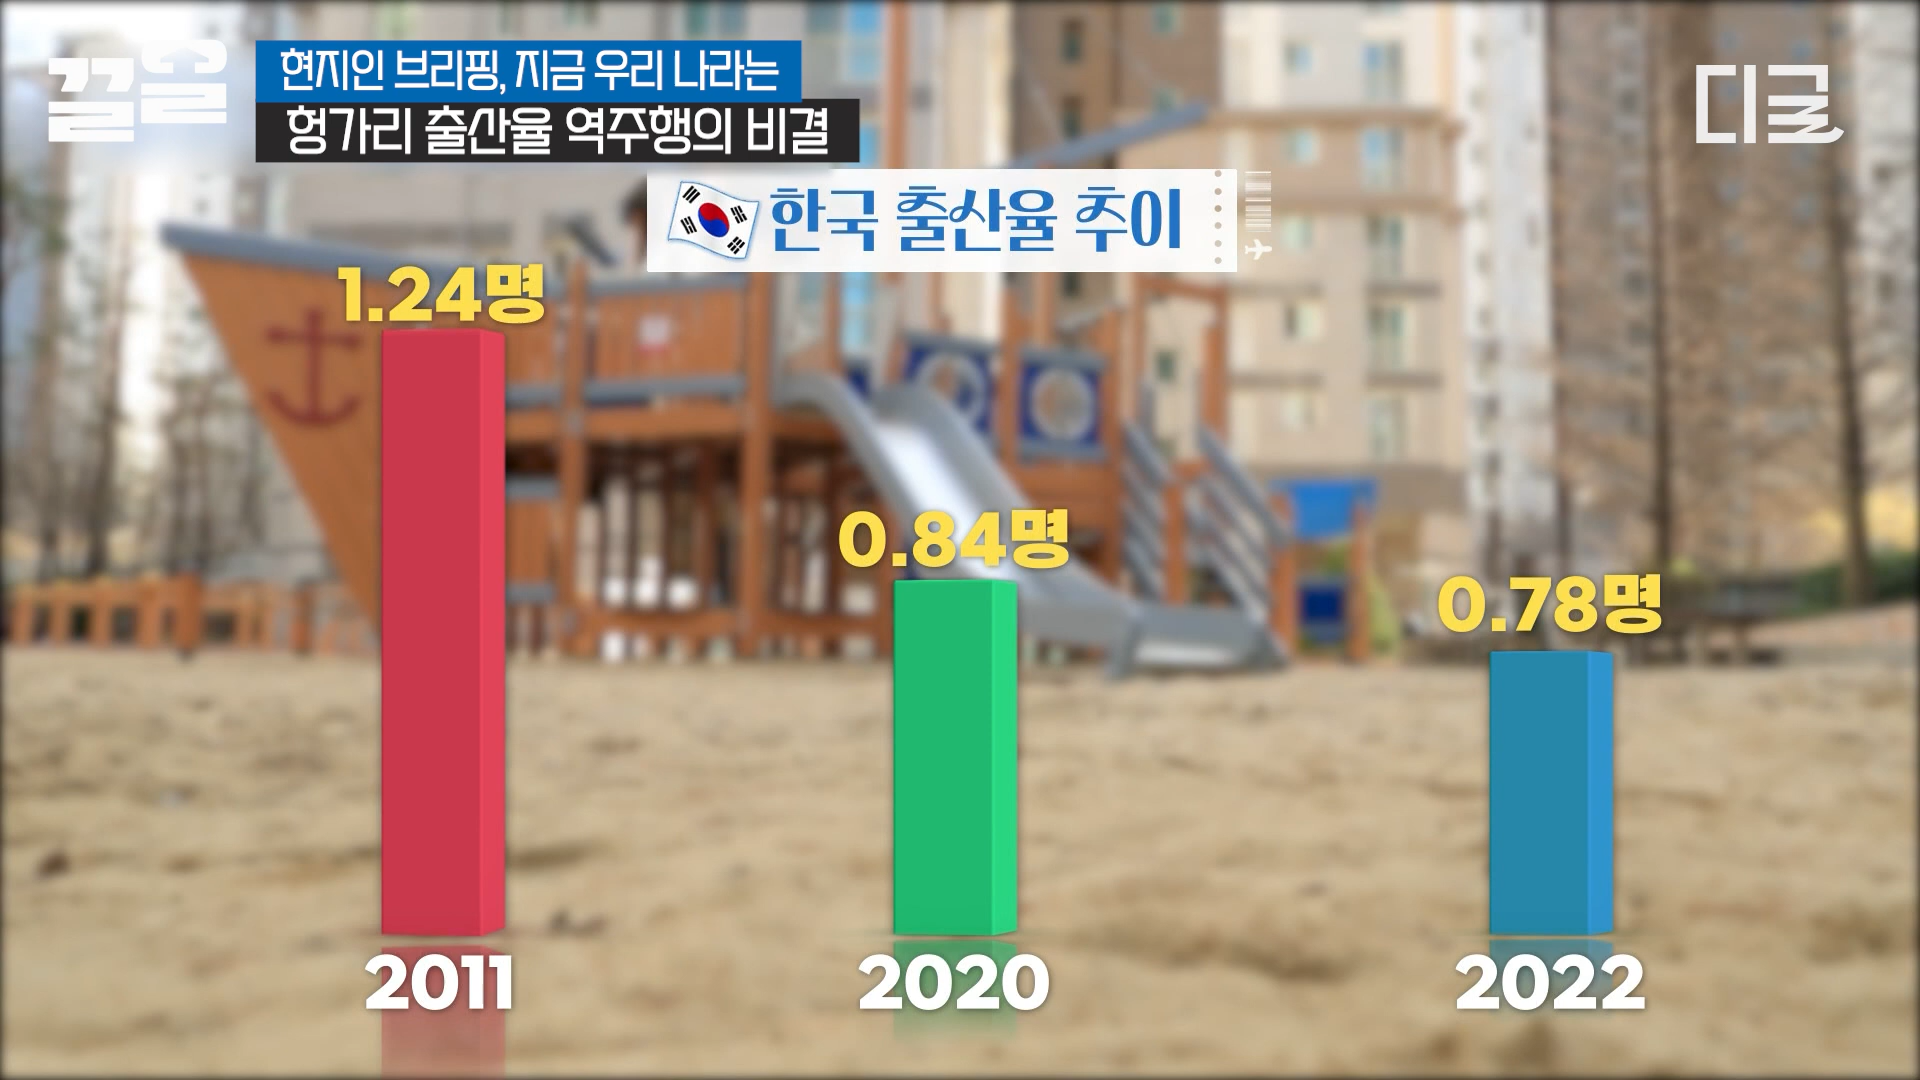 끌올
현지인 브리핑, 지금 우리 나라는
헝가리 출산율 역주행의 비결
디글
한국 출산율 추이
1.24명
0.84명
0.78명
2011
2020
2022